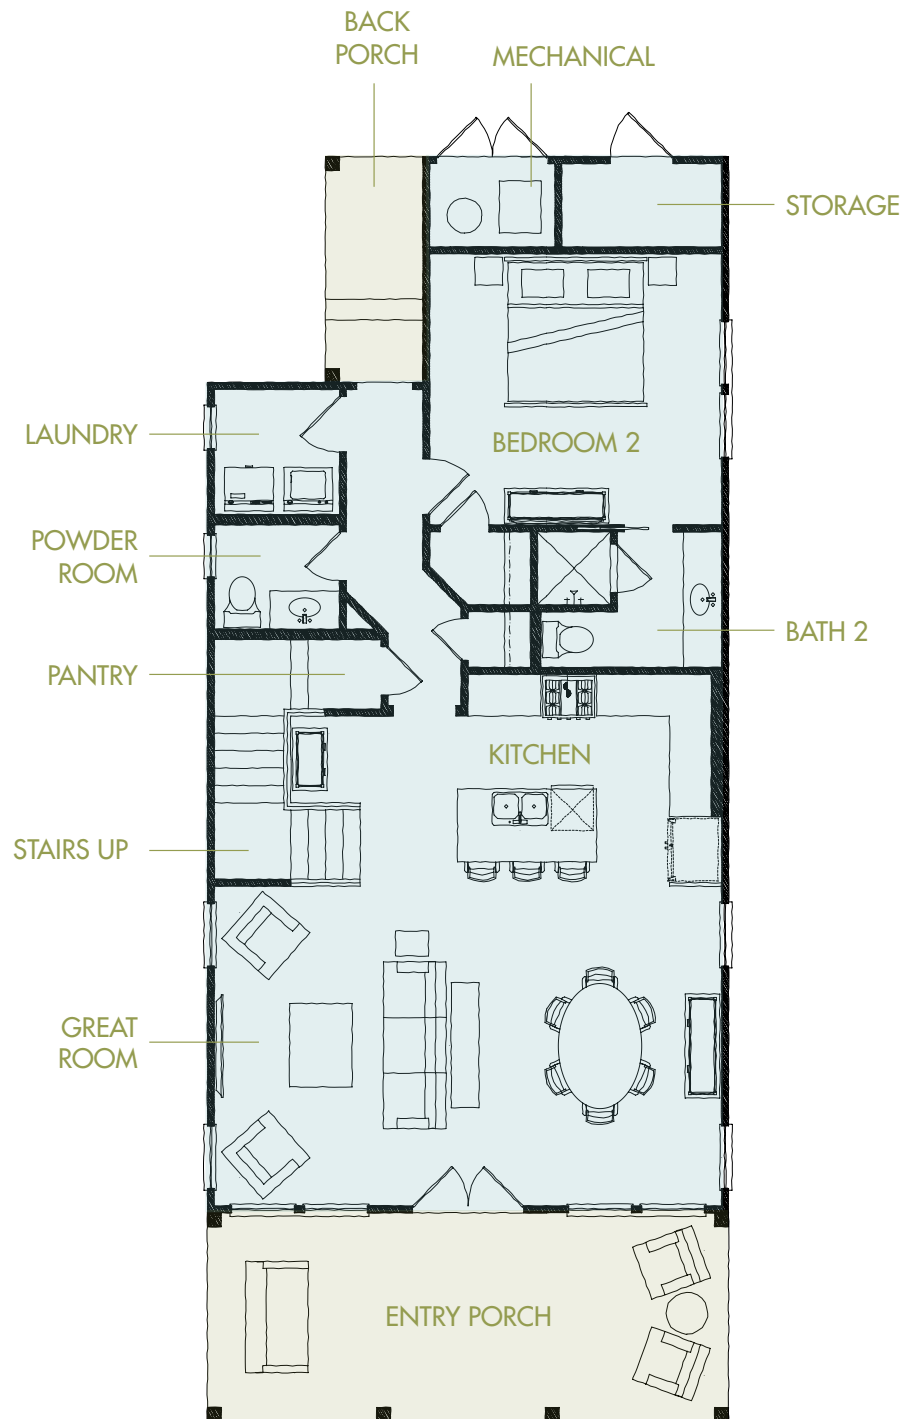 BACK
PORCH
MECHANICAL
STORAGE
LAUNDRY
BEDROOM 2
POWDER
ROOM
BATH 2
PANTRY
KITCHEN
STAIRS UP
GREAT
ROOM
ENTRY PORCH